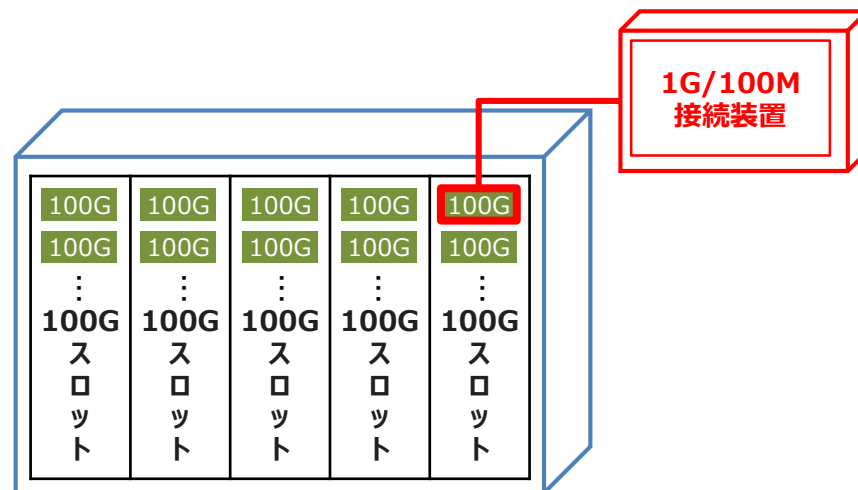 1G/100M
接続装置
100G 100G 100G 100G 100G
100G 100G 100G 100G 100G
⋮ ⋮ ⋮ ⋮ ⋮
100G 100G 100G 100G 100G
ス ス ス ス ス
ロ ロ ロ ロ ロ
ッ ッ ッ ッ ッ
ト ト ト ト ト